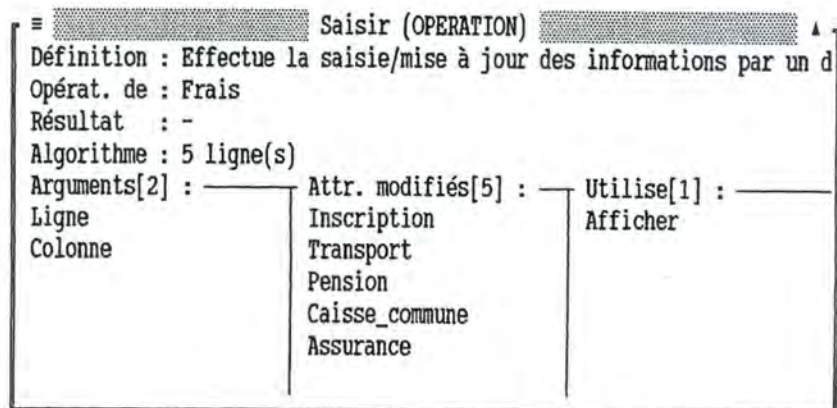 ≡ Saisir (OPERATION) ▲
Définition : Effectue la saisie/mise à jour des informations par un d
Opérat. de : Frais
Résultat : -
Algorithme : 5 ligne(s)
Arguments[2] : Attr. modifiés[5] : Utilise[1] :
Ligne Inscription Afficher
Colonne Transport
Pension
Caisse_commune
Assurance